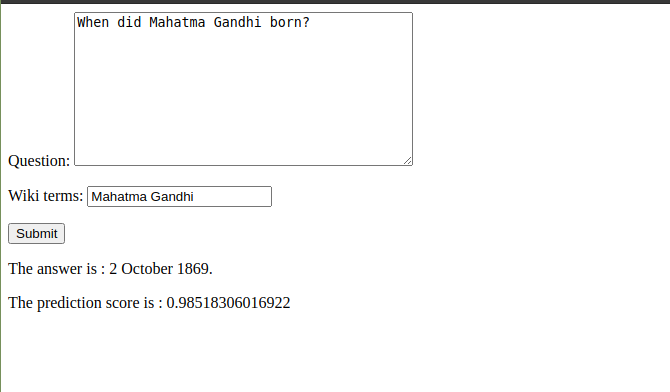 When did Mahatma Gandhi born?
Question:
Wiki terms: Mahatma Gandhi
Submit
The answer is : 2 October 1869.
The prediction score is : 0.98518306016922